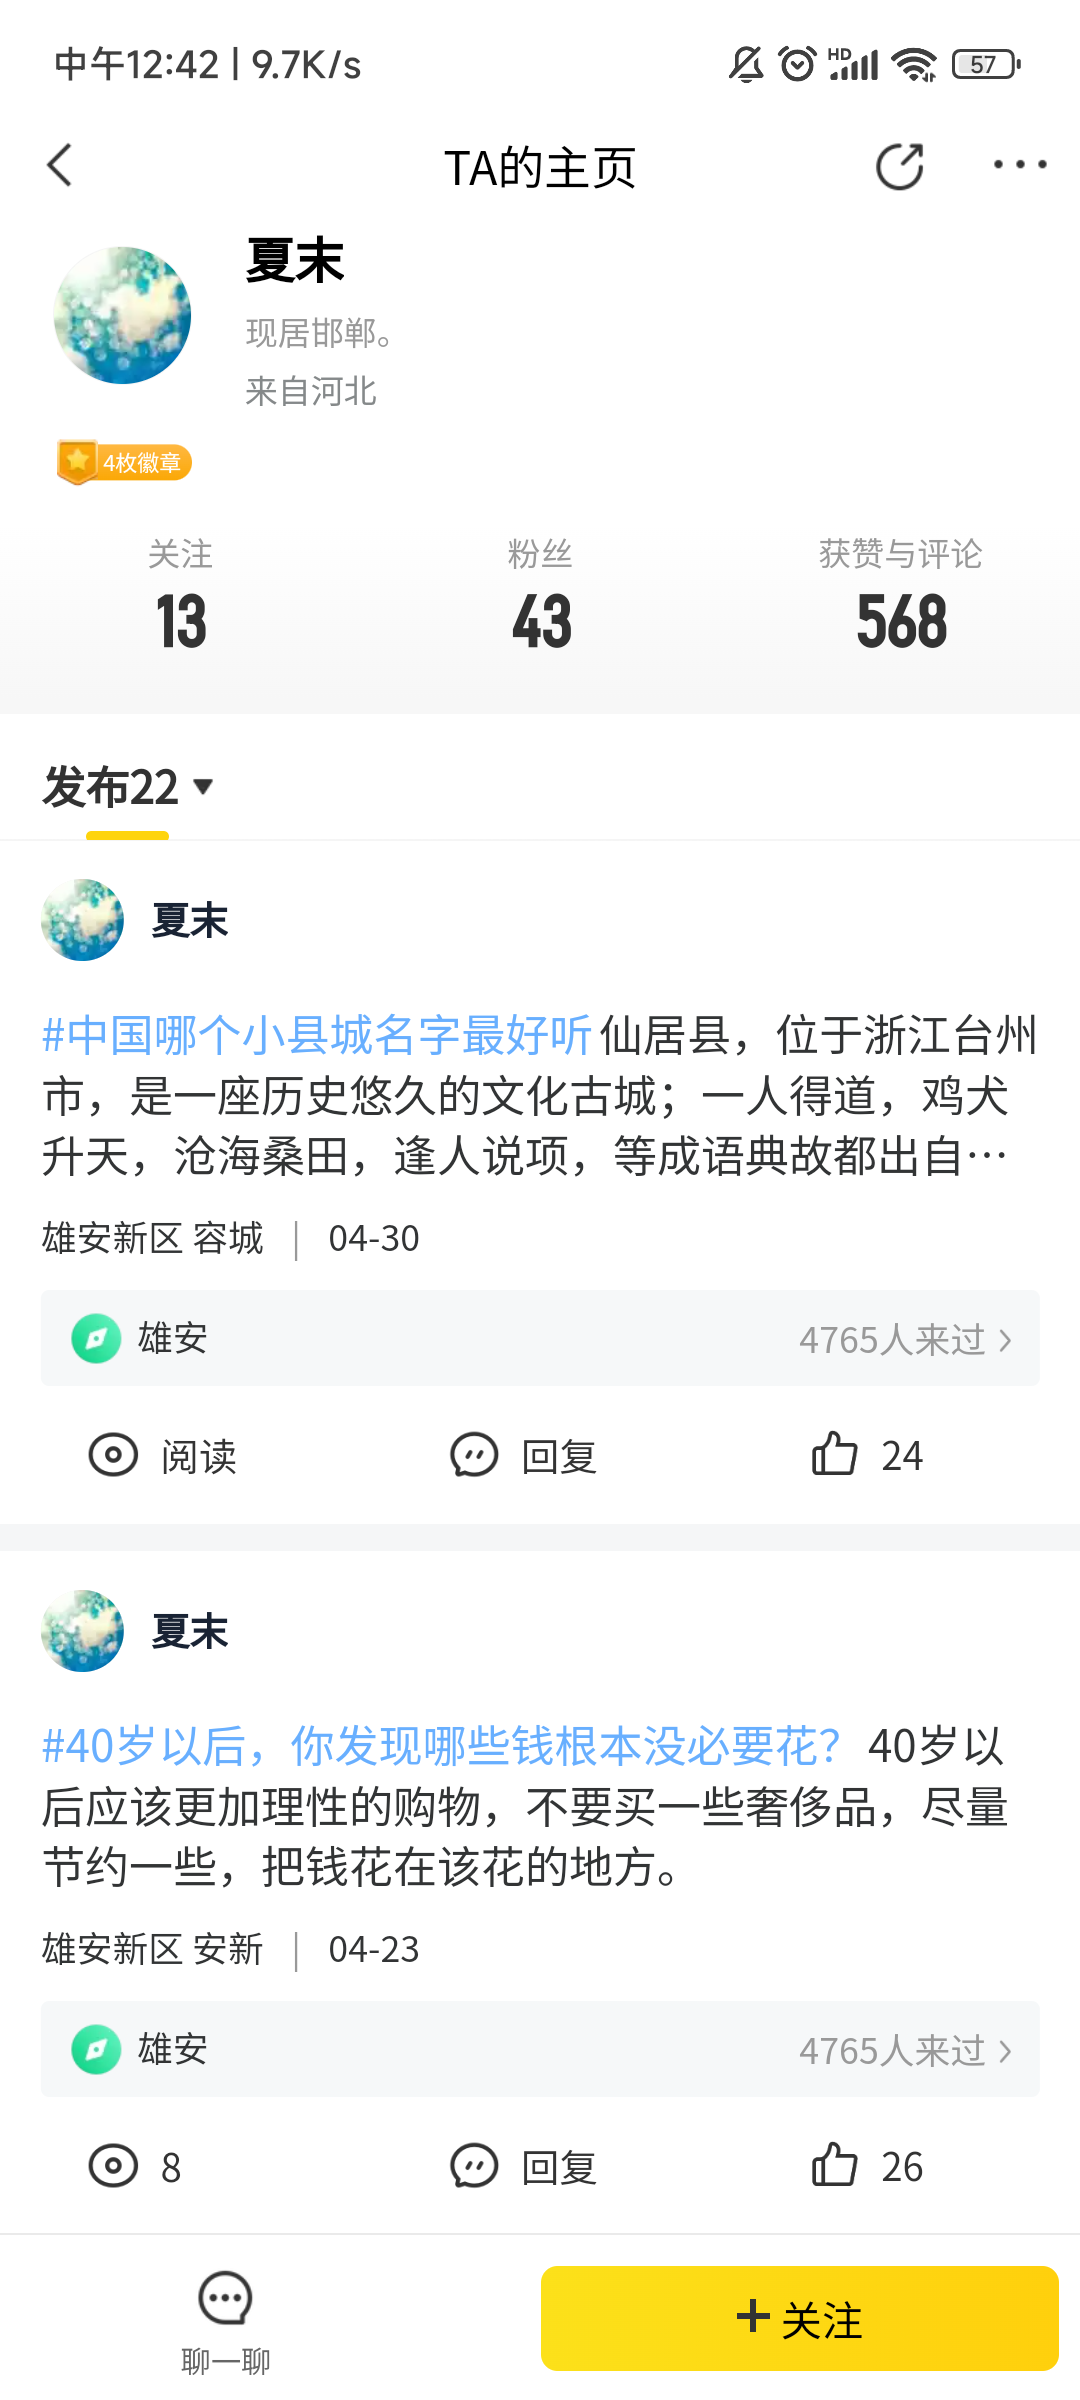 中午12:42 | 9.7K/s
HD
57
TA的主页
夏末
现居邯郸。
来自河北
4枚徽章
关注
粉丝
获赞与评论
13
43
568
发布22
夏末
#中国哪个小县城名字最好听 仙居县，位于浙江台州
市，是一座历史悠久的文化古城；一人得道，鸡犬
升天，沧海桑田，逢人说项，等成语典故都出自…
雄安新区 容城 | 04-30
雄安
4765人来过
阅读
回复
24
夏末
#40岁以后，你发现哪些钱根本没必要花？ 40岁以
后应该更加理性的购物，不要买一些奢侈品，尽量
节约一些，把钱花在该花的地方。
雄安新区 安新 | 04-23
雄安
4765人来过
8
回复
26
聊一聊
+关注